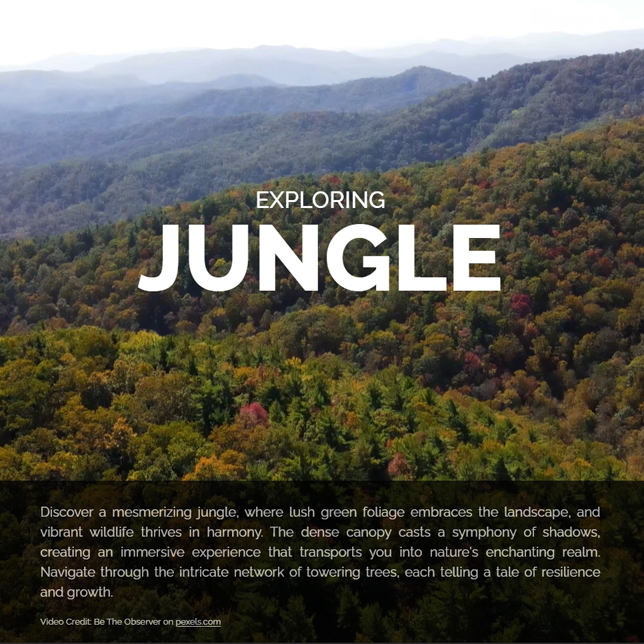 EXPLORING
JUNGLE
Discover a mesmerizing jungle, where lush green foliage embraces the landscape, and
vibrant wildlife thrives in harmony. The dense canopy casts a symphony of shadows,
creating an immersive experience that transports you into nature's enchanting realm.
Navigate through the intricate network of towering trees, each telling a tale of resilience
and growth.
Video Credit: Be The Observer on pexels.com